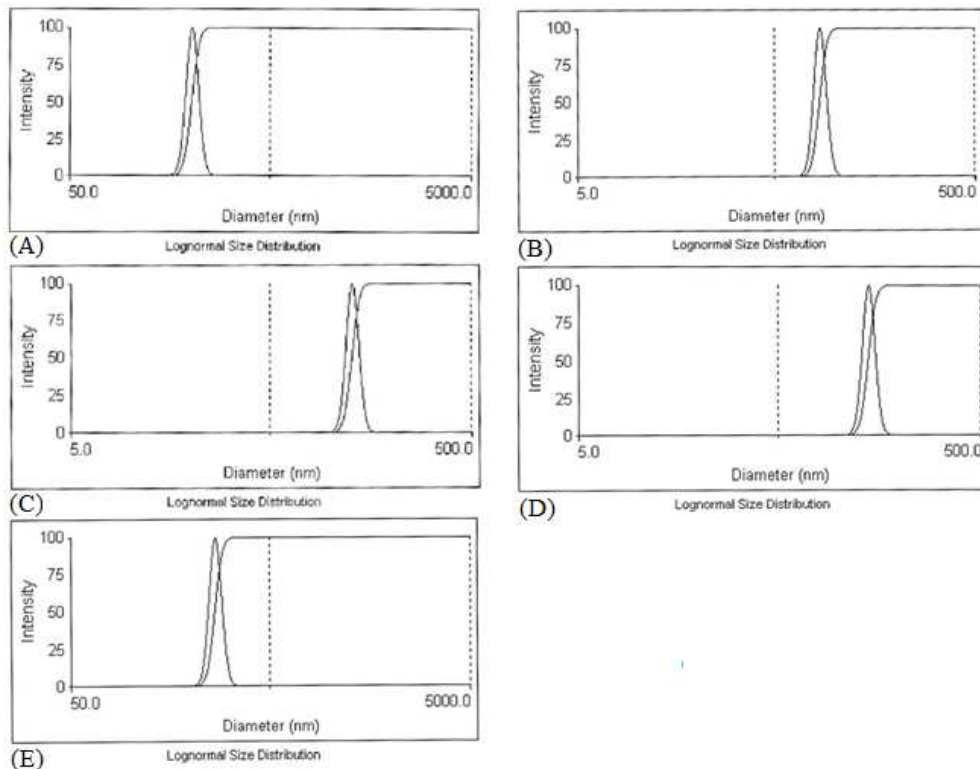 100
75
50
25
0
Intensity
50.0
5000.0
Diameter (nm)
(A)
Lognormal Size Distribution
100
75
50
25
0
Intensity
5.0
500.0
Diameter (nm)
(B)
Lognormal Size Distribution
100
75
50
25
0
Intensity
5.0
500.0
Diameter (nm)
(C)
Lognormal Size Distribution
100
75
50
25
0
Intensity
5.0
500.0
Diameter (nm)
(D)
Lognormal Size Distribution
100
75
50
25
0
Intensity
50.0
5000.0
Diameter (nm)
(E)
Lognormal Size Distribution